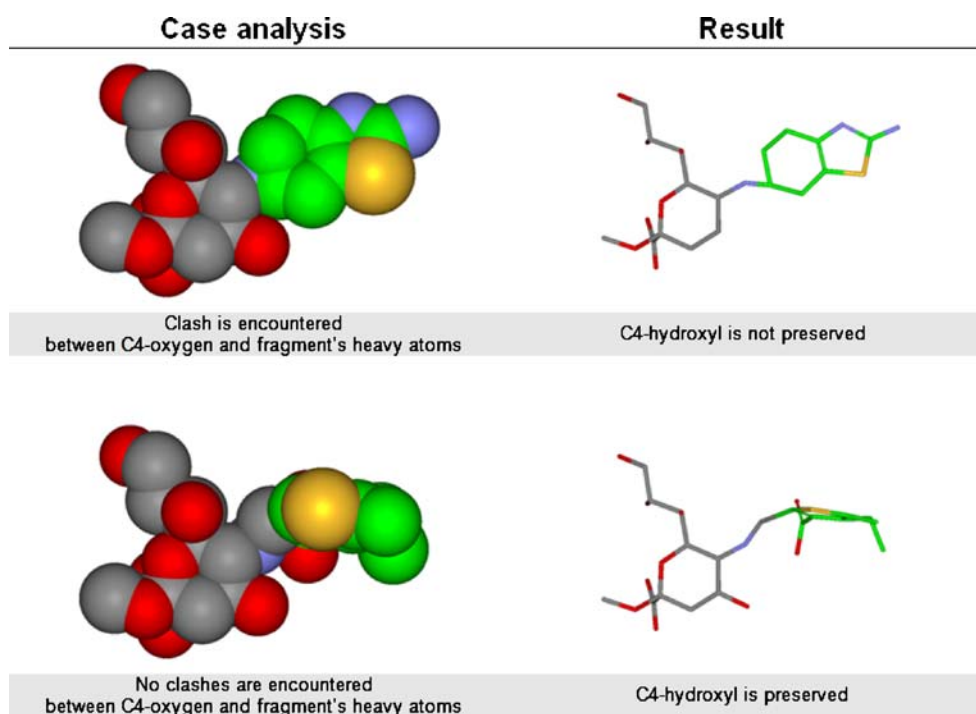 Case analysis
Result
Clash is encountered
between C4-oxygen and fragment's heavy atoms
C4-hydroxyl is not preserved
No clashes are encountered
between C4-oxygen and fragment's heavy atoms
C4-hydroxyl is preserved